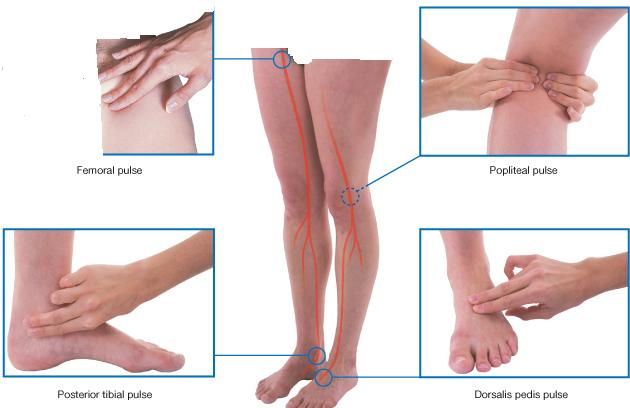 Femoral pulse
Popliteal pulse
Posterior tibial pulse
Dorsalis pedis pulse